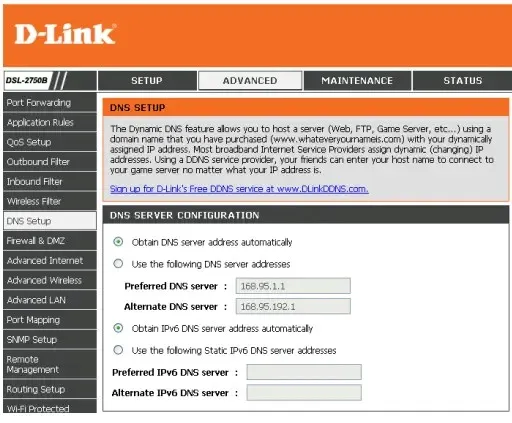 D-Link
DSL-2750B
SETUP
ADVANCED
MAINTENANCE
STATUS
Port Forwarding
Application Rules
QoS Setup
Outbound Filter
Inbound Filter
Wireless Filter
DNS Setup
Firewall & DMZ
Advanced Internet
Advanced Wireless
Advanced LAN
Port Mapping
SNMP Setup
Remote
Management
Routing Setup
Wi-Fi Protected
DNS SETUP
The Dynamic DNS feature allows you to host a server (Web, FTP, Game Server, etc...) using a
domain name that you have purchased (www.whateveryournameis.com) with your dynamically
assigned IP address. Most broadband Internet Service Providers assign dynamic (changing) IP
addresses. Using a DDNS service provider, your friends can enter your host name to connect to
your game server no matter what your IP address is.
Sign up for D-Link's Free DDNS service at www.DLinkDDNS.com.
DNS SERVER CONFIGURATION
Obtain DNS server address automatically
Use the following DNS server addresses
Preferred DNS server : 168.95.1.1
Alternate DNS server : 168.95.192.1
Obtain IPv6 DNS server address automatically
Use the following Static IPv6 DNS server addresses
Preferred IPv6 DNS server :
Alternate IPv6 DNS server :